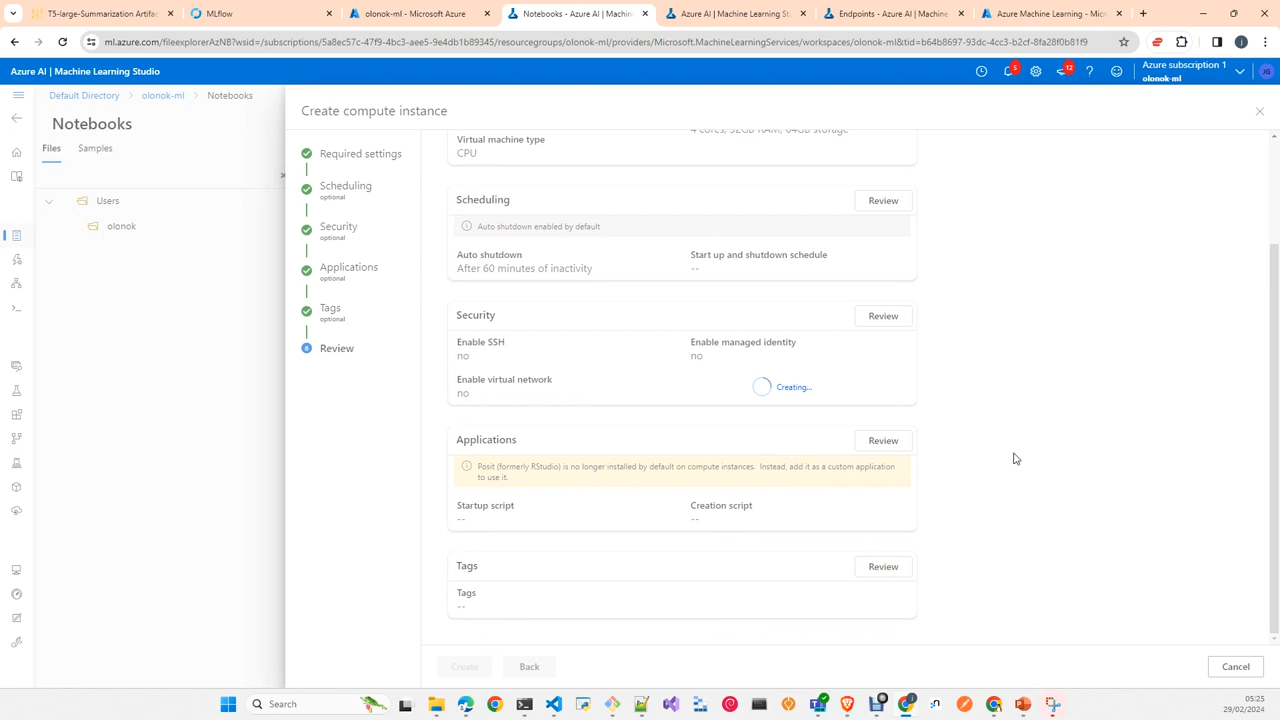 T5-large-Summarization Artifac
MLflow
olonok-ml - Microsoft Azure
Notebooks - Azure AI | Machin
Azure AI | Machine Learning S
Endpoints - Azure AI | Machine
Azure Machine Learning - Micr
ml.azure.com/fileexplorerAzNB?wsid=/subscriptions/5a8ec57c-47f9-4bc3-aee5-9e4db1b89345/resourcegroups/olonok-ml/providers/Microsoft.MachineLearningServices/workspaces/olonok-ml&tid=b64b8697-93dc-4cc3-b2cf-8fa28f0b81f9
Azure AI | Machine Learning Studio
5
12
Azure subscription 1
olonok-ml
JG
Default Directory
olonok-ml
Notebooks
Notebooks
Files
Samples
Users
olonok
Create compute instance
Required settings
Scheduling
optional
Security
optional
Applications
optional
Tags
optional
6
Review
4 cores, 32GB RAM, 64GB storage
Virtual machine type
CPU
Scheduling
Review
Auto shutdown enabled by default
Auto shutdown
After 60 minutes of inactivity
Start up and shutdown schedule
--
Security
Review
Enable SSH
no
Enable managed identity
no
Enable virtual network
no
Creating...
Applications
Review
Posit (formerly RStudio) is no longer installed by default on compute instances. Instead, add it as a custom application
to use it.
Startup script
--
Creation script
--
Tags
Review
Tags
--
Create
Back
Cancel
Search
05:25
29/02/2024